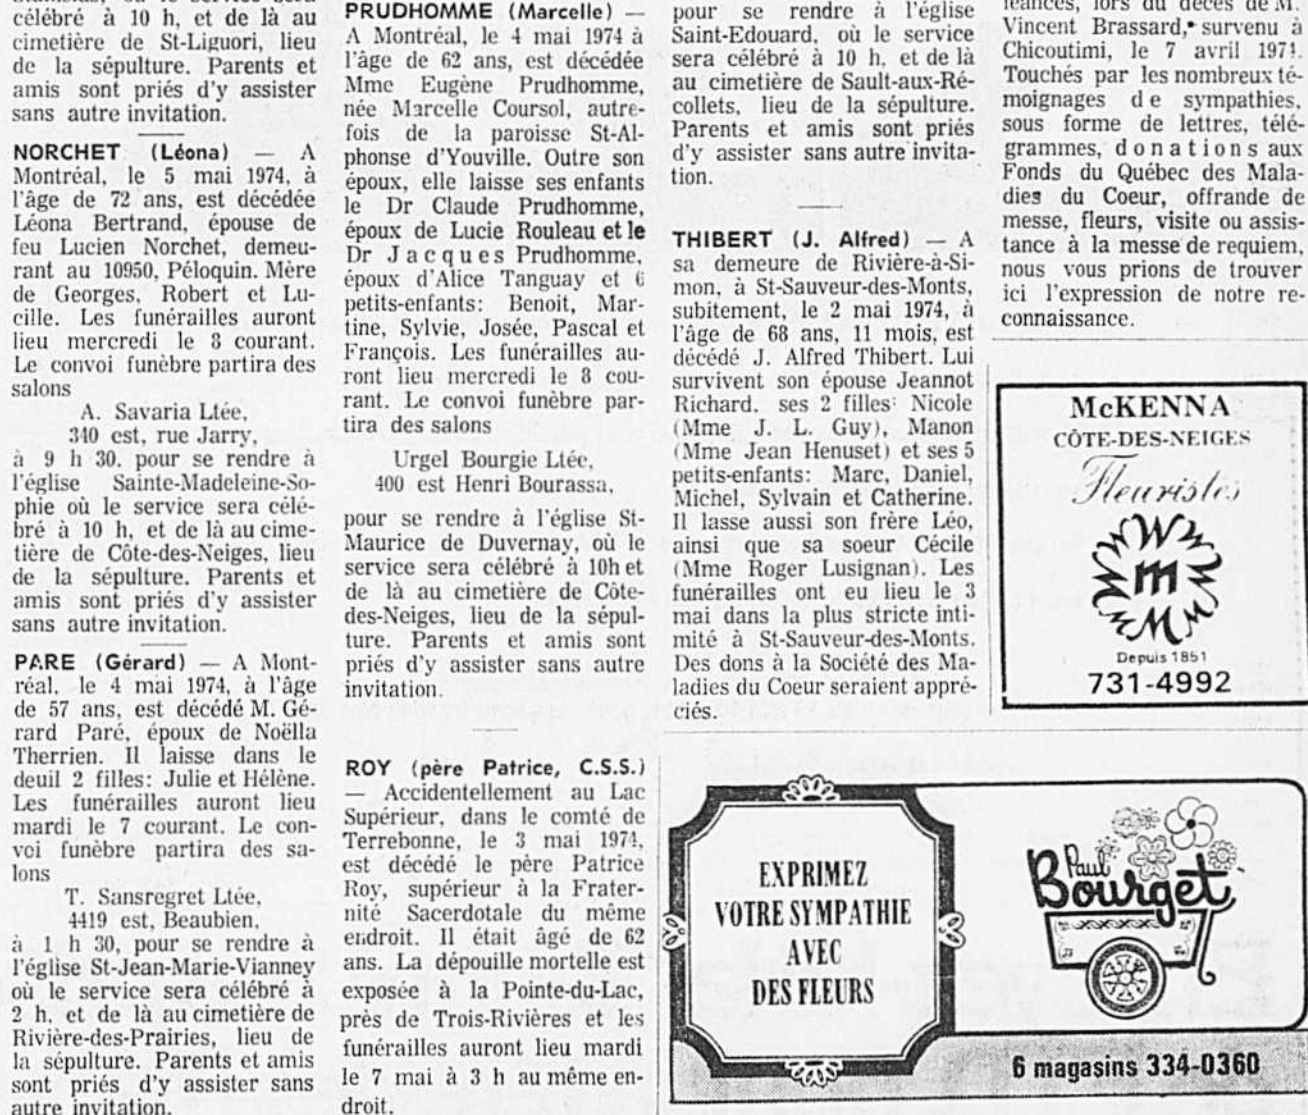 célébré à 10 h, et de là au
cimetière de St-Liguori, lieu
de la sépulture. Parents et
amis sont priés d'y assister
sans autre invitation.
NORCHET (Léona) — A
Montréal, le 5 mai 1974, à
l'âge de 72 ans, est décédée
Léona Bertrand, épouse de
feu Lucien Norchet, demeu-
rant au 10950, Péloquin. Mère
de Georges, Robert et Lu-
cille. Les funérailles auront
lieu mercredi le 8 courant.
Le convoi funèbre partira des
salons
A. Savaria Ltée,
340 est, rue Jarry,
à 9 h 30, pour se rendre à
l'église Sainte-Madeleine-So-
phie où le service sera célé-
bré à 10 h, et de là au cime-
tière de Côte-des-Neiges, lieu
de la sépulture. Parents et
amis sont priés d'y assister
sans autre invitation.
PARE (Gérard) — A Mont-
réal, le 4 mai 1974, à l'âge
de 57 ans, est décédé M. Gé-
rard Paré, époux de Noëlla
Therrien. Il laisse dans le
deuil 2 filles: Julie et Hélène.
Les funérailles auront lieu
mardi le 7 courant. Le con-
voi funèbre partira des sa-
lons
T. Sansregret Ltée,
4419 est, Beaubien,
à 1 h 30, pour se rendre à
l'église St-Jean-Marie-Vianney
où le service sera célébré à
2 h, et de là au cimetière de
Rivière-des-Prairies, lieu de
la sépulture. Parents et amis
sont priés d'y assister sans
autre invitation.
PRUDHOMME (Marcelle) —
A Montréal, le 4 mai 1974 à
l'âge de 62 ans, est décédée
Mme Eugène Prudhomme,
née Marcelle Coursol, autre-
fois de la paroisse St-Al-
phonse d'Youville. Outre son
époux, elle laisse ses enfants
le Dr Claude Prudhomme,
époux de Lucie Rouleau et le
Dr Jacques Prudhomme,
époux d'Alice Tanguay et 6
petits-enfants: Benoit, Mar-
tine, Sylvie, Josée, Pascal et
François. Les funérailles au-
ront lieu mercredi le 8 cou-
rant. Le convoi funèbre par-
tira des salons
Urgel Bourgie Ltée,
400 est Henri Bourassa,
pour se rendre à l'église St-
Maurice de Duvernay, où le
service sera célébré à 10h et
de là au cimetière de Côte-
des-Neiges, lieu de la sépul-
ture. Parents et amis sont
priés d'y assister sans autre
invitation.
ROY (père Patrice, C.S.S.)
— Accidentellement au Lac
Supérieur, dans le comté de
Terrebonne, le 3 mai 1974,
est décédé le père Patrice
Roy, supérieur à la Frater-
nité Sacerdotale du même
endroit. Il était âgé de 62
ans. La dépouille mortelle est
exposée à la Pointe-du-Lac,
près de Trois-Rivières et les
funérailles auront lieu mardi
le 7 mai à 3 h au même en-
droit.
pour se rendre à l'église
Saint-Edouard, où le service
sera célébré à 10 h, et de là
au cimetière de Sault-aux-Ré-
collets, lieu de la sépulture.
Parents et amis sont priés
d'y assister sans autre invita-
tion.
THIBERT (J. Alfred) — A
sa demeure de Rivière-à-Si-
mon, à St-Sauveur-des-Monts,
subitement, le 2 mai 1974, à
l'âge de 68 ans, 11 mois, est
décédé J. Alfred Thibert. Lui
survivent son épouse Jeannot
Richard, ses 2 filles: Nicole
(Mme J. L. Guy), Manon
(Mme Jean Henuset) et ses 5
petits-enfants: Marc, Daniel,
Michel, Sylvain et Catherine.
Il lasse aussi son frère Léo,
ainsi que sa soeur Cécile
(Mme Roger Lusignan). Les
funérailles ont eu lieu le 3
mai dans la plus stricte inti-
mité à St-Sauveur-des-Monts.
Des dons à la Société des Ma-
ladies du Coeur seraient appré-
ciés.
léances, lors du décès de M.
Vincent Brassard, survenu à
Chicoutimi, le 7 avril 1971.
Touchés par les nombreux té-
moignages de sympathies,
sous forme de lettres, télé-
grammes, donations aux
Fonds du Québec des Mala-
dies du Coeur, offrande de
messe, fleurs, visite ou assis-
tance à la messe de requiem,
nous vous prions de trouver
ici l'expression de notre re-
connaissance.
McKENNA
CÔTE-DES-NEIGES
Fleuristes
m
Depuis 1851
731-4992
EXPRIMEZ
VOTRE SYMPATHIE
AVEC
DES FLEURS
Paul
Bourget
6 magasins 334-0360